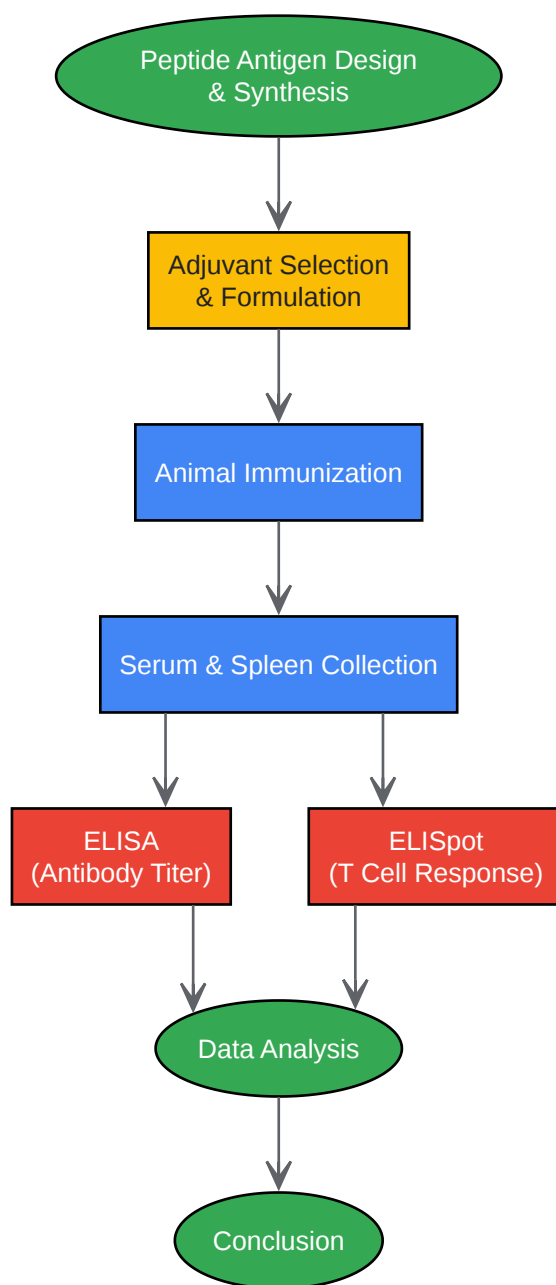 Peptide Antigen Design
& Synthesis
Adjuvant Selection
& Formulation
Animal Immunization
Serum & Spleen Collection
ELISA
(Antibody Titer)
ELISpot
(T Cell Response)
Data Analysis
Conclusion